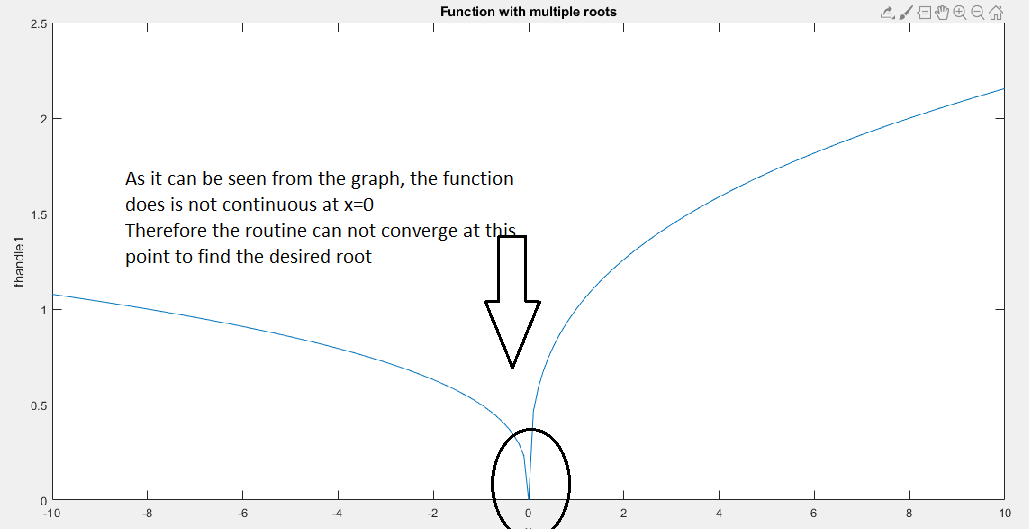 Function with multiple roots
2.5
2
1.5
1
0.5
0
fhandle1
As it can be seen from the graph, the function
does is not continuous at x=0
Therefore the routine can not converge at this
point to find the desired root
-10 -8 -6 -4 -2 0 2 4 6 8 10